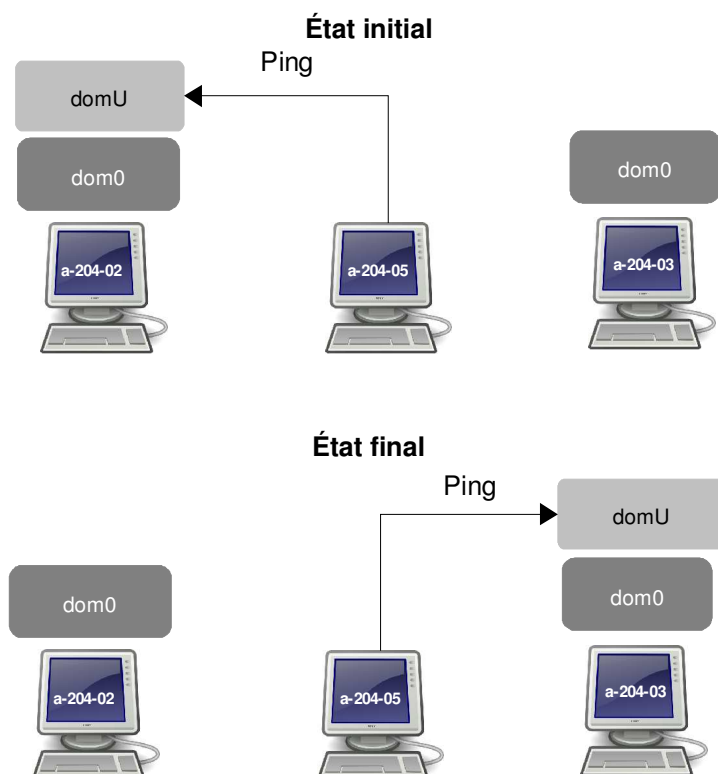 État initial
Ping
domU
dom0
dom0
a-204-02
a-204-05
a-204-03
État final
Ping
domU
dom0
dom0
a-204-02
a-204-05
a-204-03